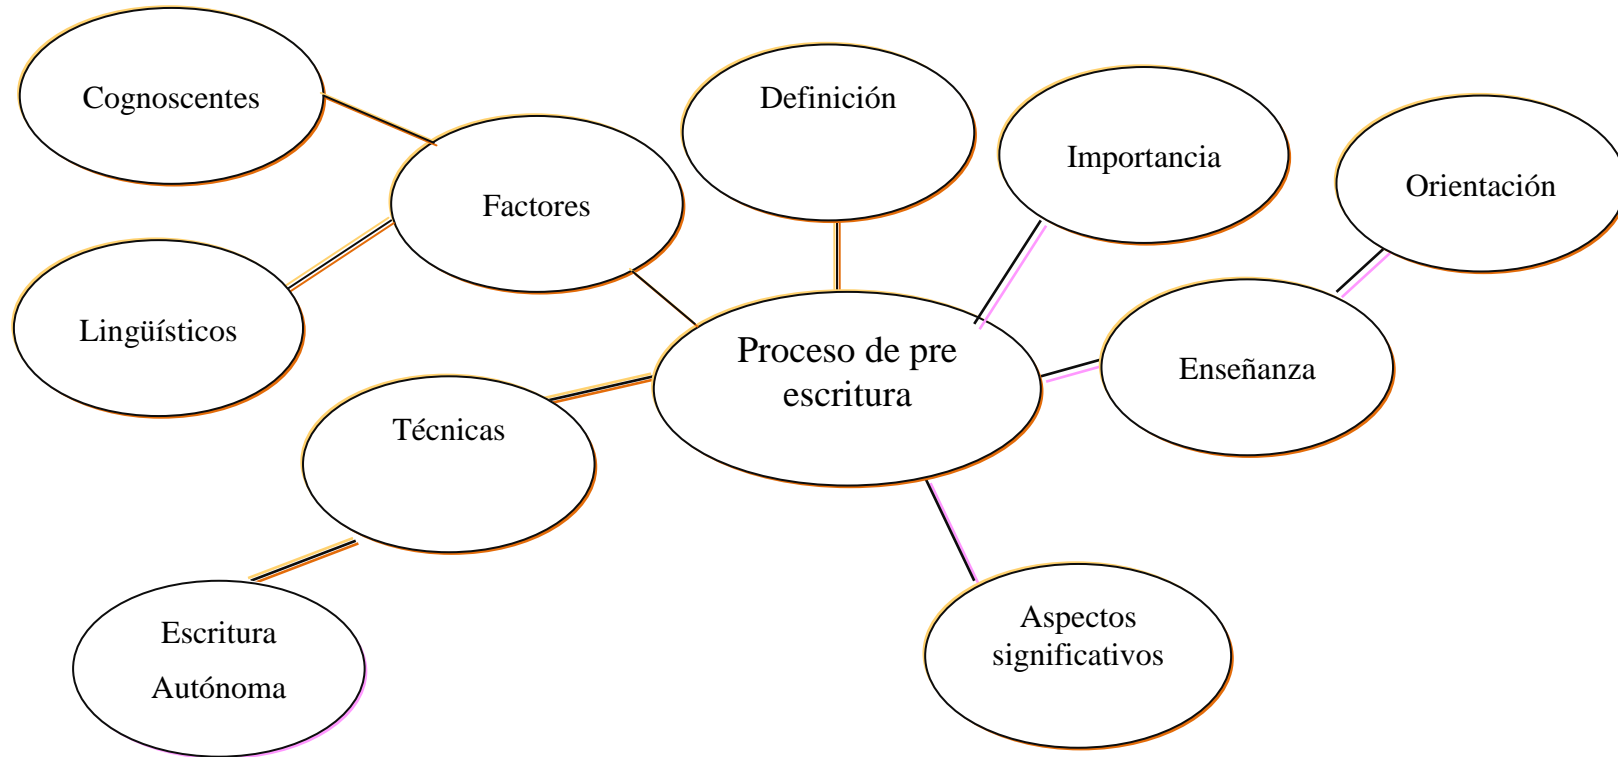 Cognoscentes
Definición
Importancia
Orientación
Factores
Lingüísticos
Proceso de pre
escritura
Enseñanza
Técnicas
Escritura
Autónoma
Aspectos
significativos